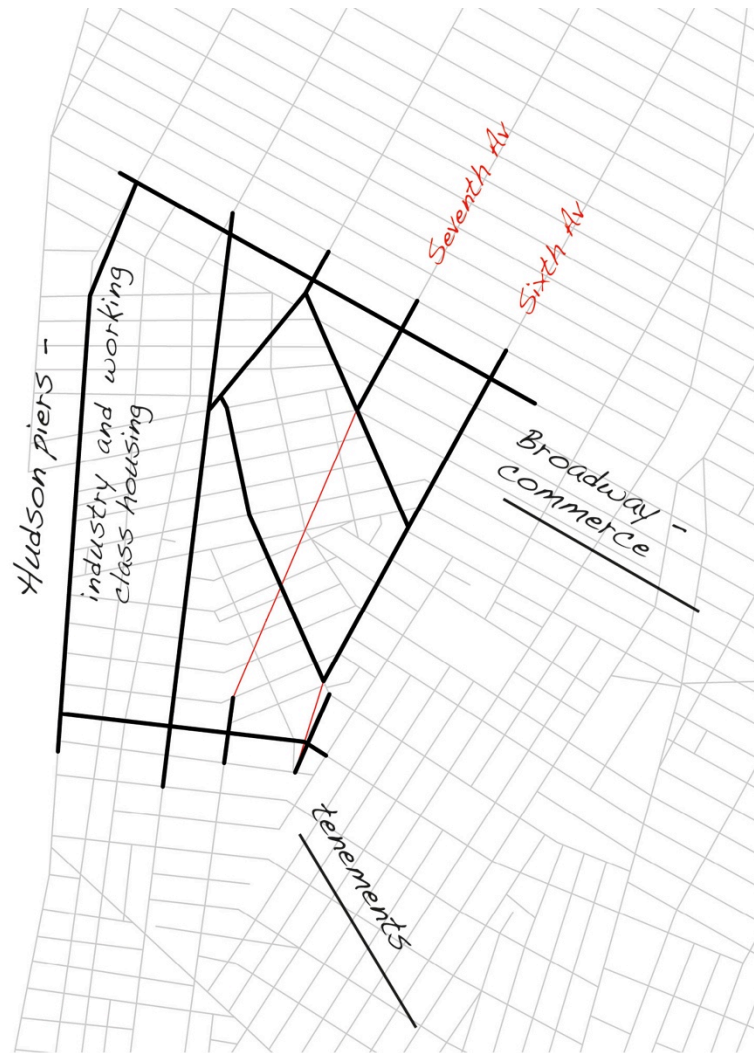 Seventh Av
Sixth Av
Hudson piers -
industry and working
class housing
Broadway -
commerce
tenements